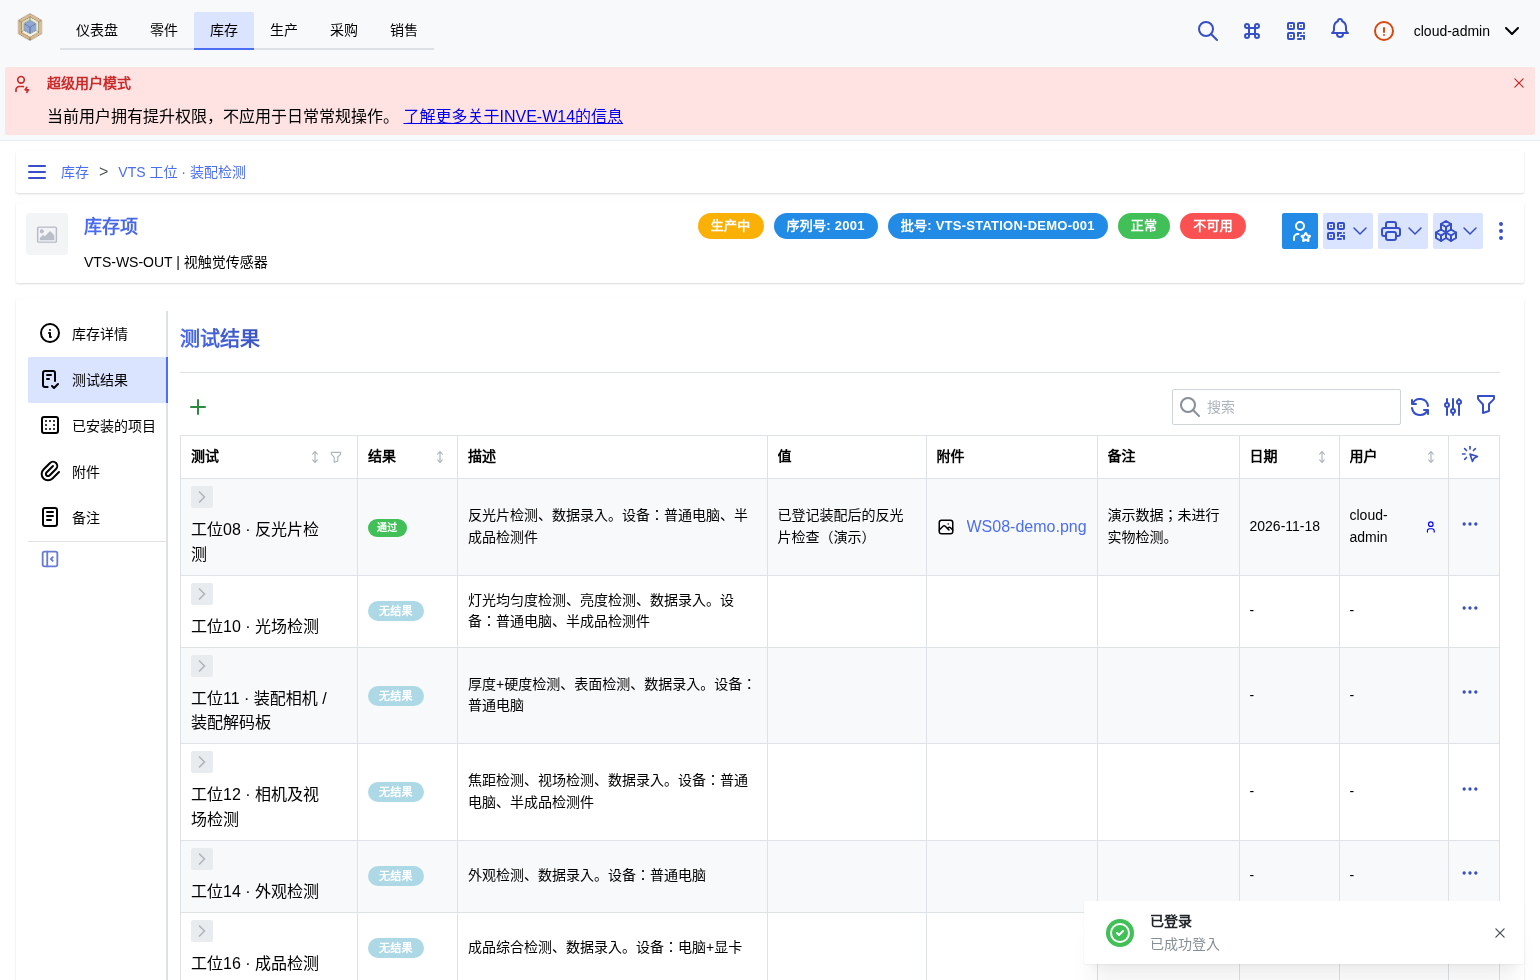 仪表盘 零件 库存 生产 采购 销售 cloud-admin
超级用户模式
当前用户拥有提升权限，不应用于日常常规操作。 了解更多关于INVE-W14的信息
库存 > VTS 工位 · 装配检测
库存项 生产中 序列号: 2001 批号: VTS-STATION-DEMO-001 正常 不可用
VTS-WS-OUT | 视触觉传感器
库存详情
测试结果
已安装的项目
附件
备注
测试结果
搜索
测试 结果 描述 值 附件 备注 日期 用户
工位08 · 反光片检
测
通过
反光片检测、数据录入。设备：普通电脑、半
成品检测件
已登记装配后的反光
片检查（演示）
WS08-demo.png
演示数据；未进行
实物检测。
2026-11-18
cloud-
admin
工位10 · 光场检测
无结果
灯光均匀度检测、亮度检测、数据录入。设
备：普通电脑、半成品检测件
- -
工位11 · 装配相机 /
装配解码板
无结果
厚度+硬度检测、表面检测、数据录入。设备：
普通电脑
- -
工位12 · 相机及视
场检测
无结果
焦距检测、视场检测、数据录入。设备：普通
电脑、半成品检测件
- -
工位14 · 外观检测
无结果
外观检测、数据录入。设备：普通电脑
- -
工位16 · 成品检测
无结果
成品综合检测、数据录入。设备：电脑+显卡
已登录
已成功登入